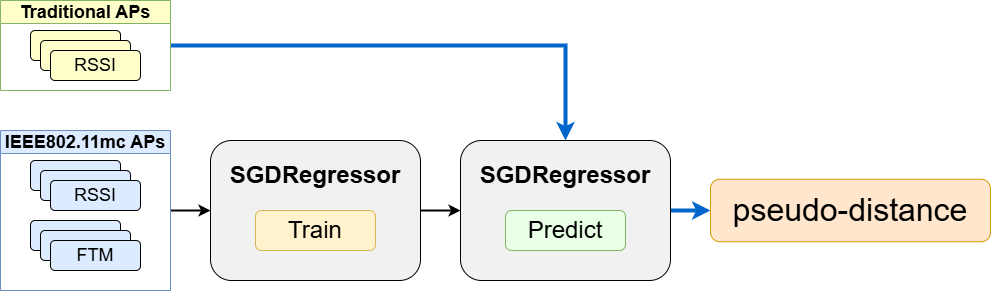 Traditional APs
RSSI
IEEE802.11mc APs
RSSI
FTM
SGDRegressor
Train
SGDRegressor
Predict
pseudo-distance